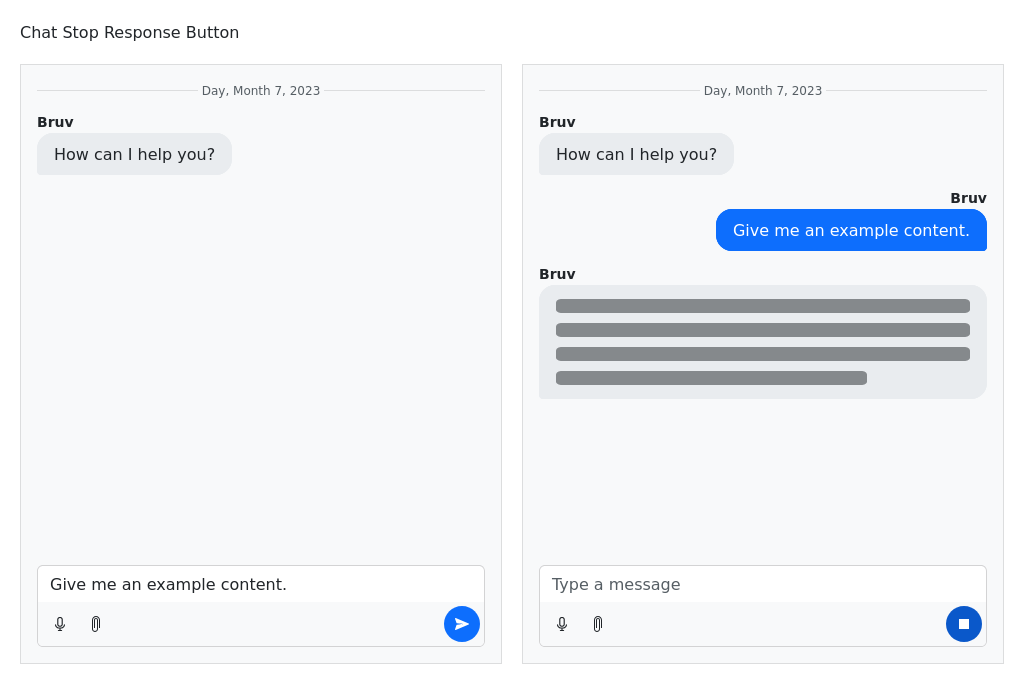 Chat Stop Response Button
Day, Month 7, 2023
Bruv
How can I help you?
Give me an example content.
Day, Month 7, 2023
Bruv
How can I help you?
Bruv
Give me an example content.
Bruv
Type a message